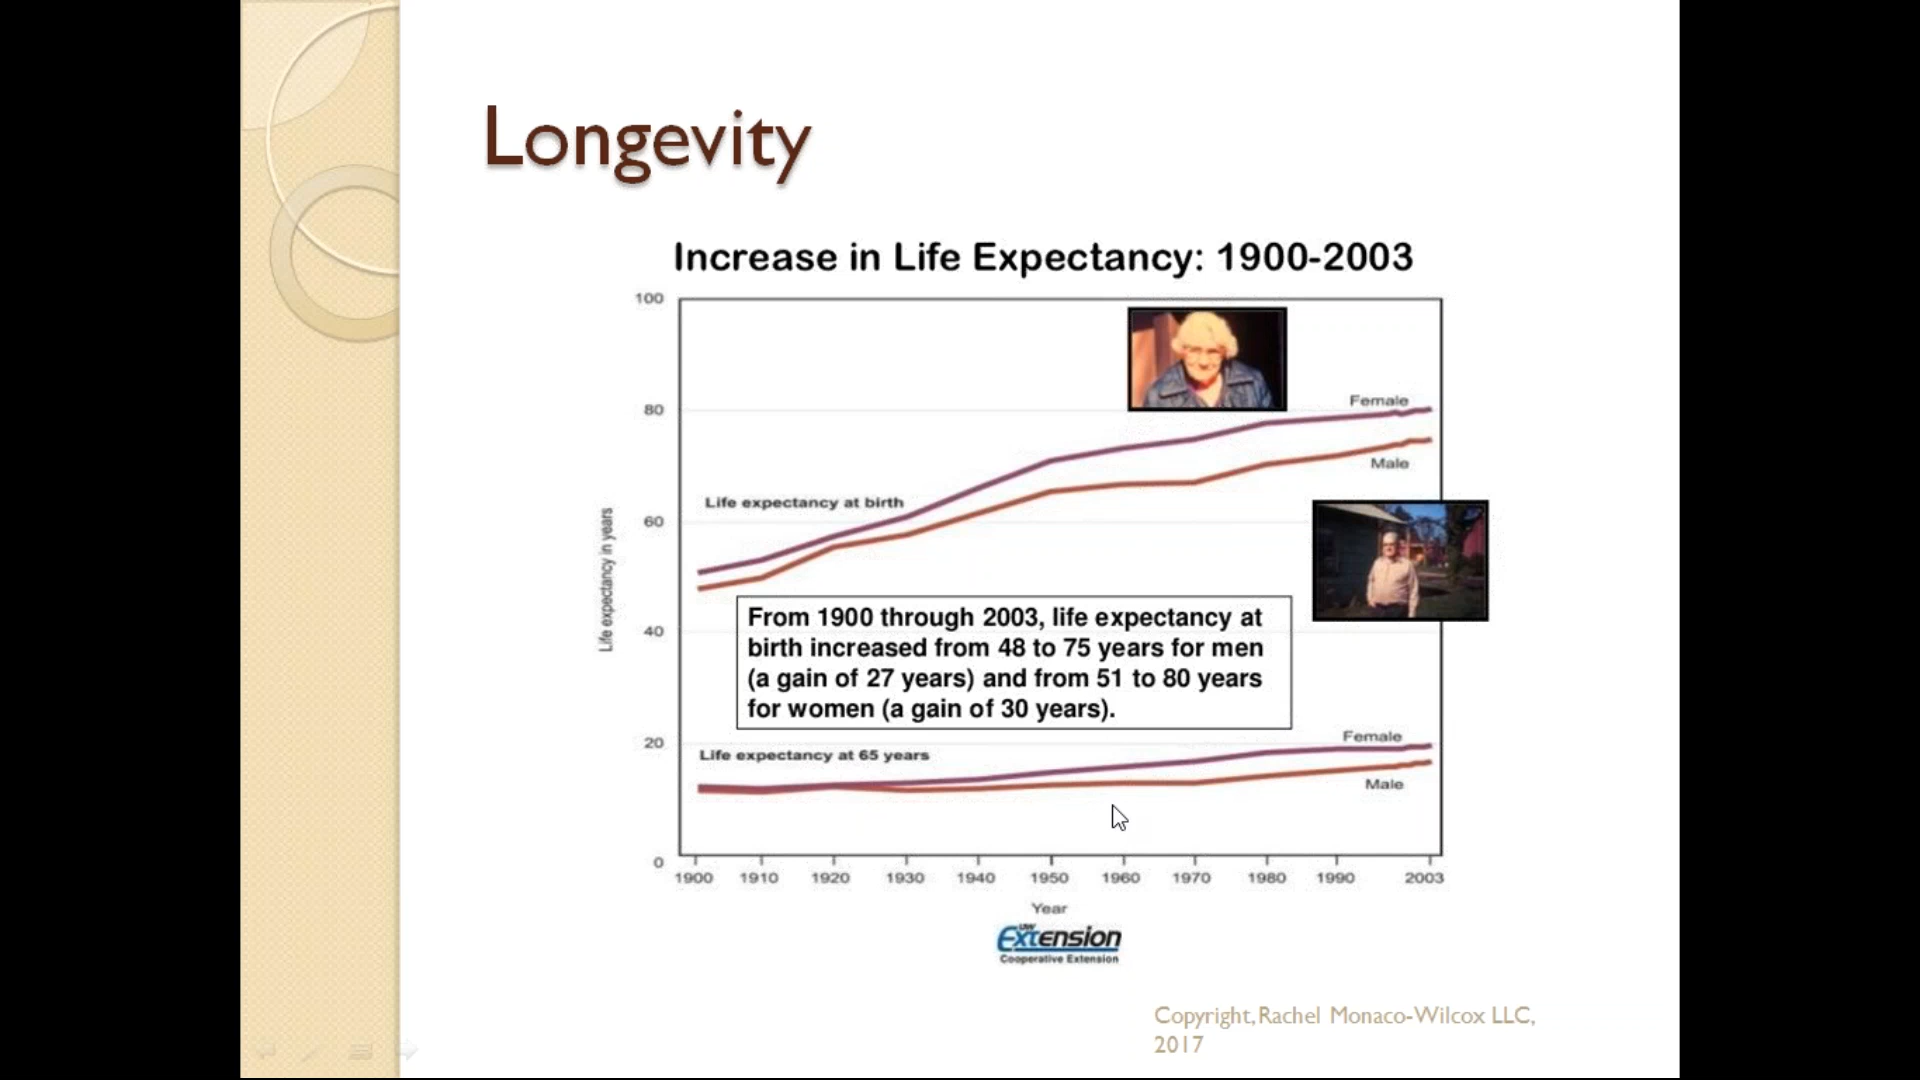 Longevity
Increase in Life Expectancy: 1900-2003
100
80
60
40
20
0
Life expectancy in years
Female
Male
Life expectancy at birth
From 1900 through 2003, life expectancy at
birth increased from 48 to 75 years for men
(a gain of 27 years) and from 51 to 80 years
for women (a gain of 30 years).
Life expectancy at 65 years
Female
Male
1900 1910 1920 1930 1940 1950 1960 1970 1980 1990 2003
Year
UW
Extension
Cooperative Extension
Copyright, Rachel Monaco-Wilcox LLC,
2017